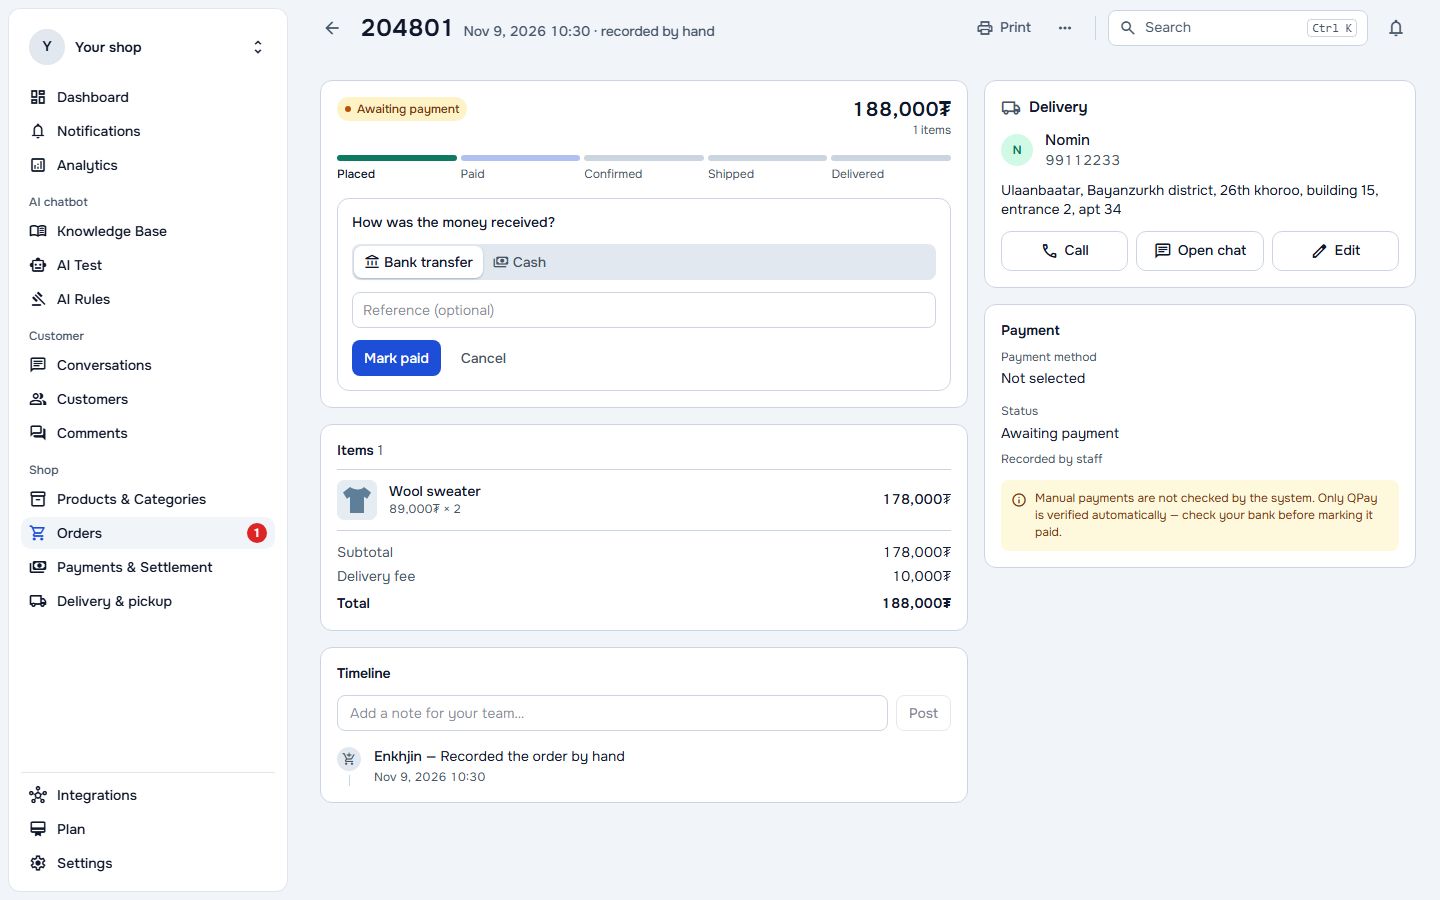 Y
Your shop
Dashboard
Notifications
Analytics
AI chatbot
Knowledge Base
AI Test
AI Rules
Customer
Conversations
Customers
Comments
Shop
Products & Categories
Orders
1
Payments & Settlement
Delivery & pickup
Integrations
Plan
Settings
204801 Nov 9, 2026 10:30 · recorded by hand
Print
Search
Ctrl K
Awaiting payment
188,000₮
1 items
Placed
Paid
Confirmed
Shipped
Delivered
How was the money received?
Bank transfer
Cash
Reference (optional)
Mark paid
Cancel
Items 1
Wool sweater
89,000₮ × 2
178,000₮
Subtotal
178,000₮
Delivery fee
10,000₮
Total
188,000₮
Timeline
Add a note for your team...
Post
Enkhjin — Recorded the order by hand
Nov 9, 2026 10:30
Delivery
N
Nomin
99112233
Ulaanbaatar, Bayanzurkh district, 26th khoroo, building 15,
entrance 2, apt 34
Call
Open chat
Edit
Payment
Payment method
Not selected
Status
Awaiting payment
Recorded by staff
Manual payments are not checked by the system. Only QPay
is verified automatically — check your bank before marking it
paid.